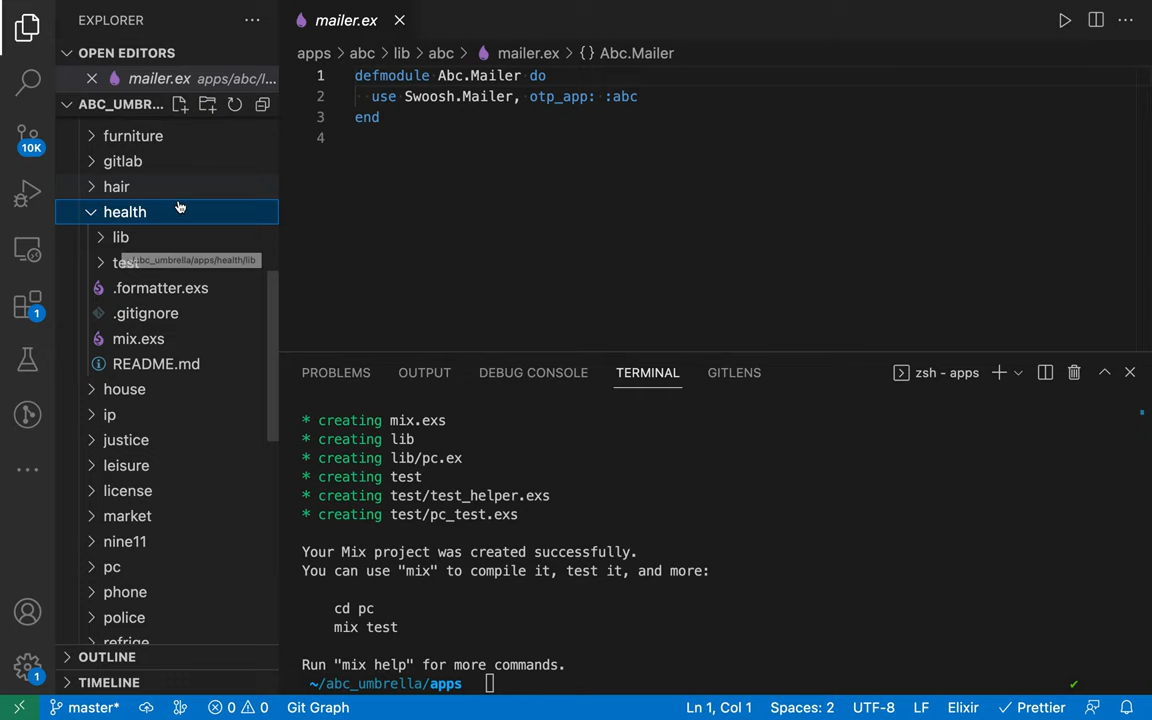 EXPLORER
OPEN EDITORS
mailer.ex apps/abc/l...
ABC_UMBR...
furniture
gitlab
hair
health
lib
/abc_umbrella/apps/health/lib
.formatter.exs
.gitignore
mix.exs
README.md
house
ip
justice
leisure
license
market
nine11
pc
phone
police
refrige
OUTLINE
TIMELINE
10K
1
1
mailer.ex
apps > abc > lib > abc > mailer.ex > {} Abc.Mailer
1 defmodule Abc.Mailer do
2 use Swoosh.Mailer, otp_app: :abc
3 end
4
PROBLEMS OUTPUT DEBUG CONSOLE TERMINAL GITLENS zsh - apps
* creating mix.exs
* creating lib
* creating lib/pc.ex
* creating test
* creating test/test_helper.exs
* creating test/pc_test.exs
Your Mix project was created successfully.
You can use "mix" to compile it, test it, and more:
cd pc
mix test
Run "mix help" for more commands.
~/abc_umbrella/apps
master* 0 0 Git Graph Ln 1, Col 1 Spaces: 2 UTF-8 LF Elixir Prettier